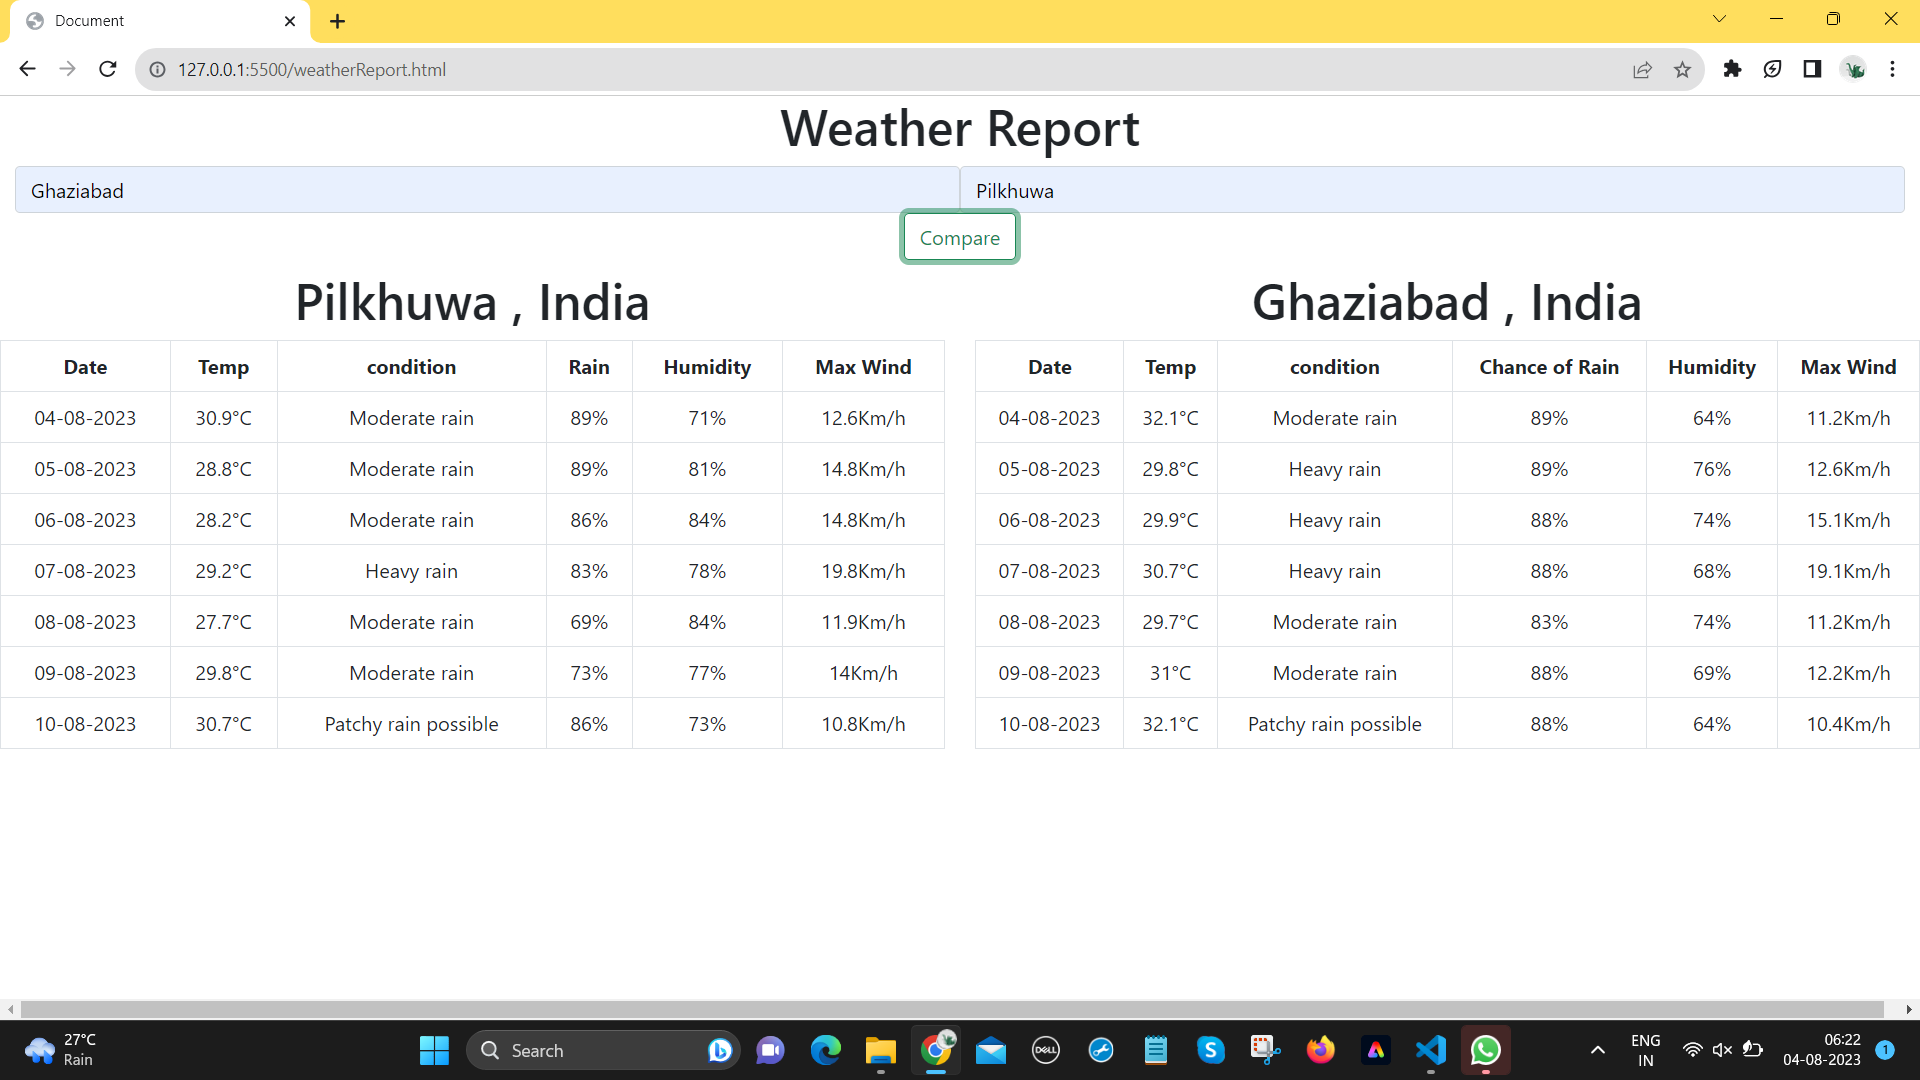 Document
127.0.0.1:5500/weatherReport.html
Weather Report
Ghaziabad Pilkhuwa
Compare
Pilkhuwa , India
Date Temp condition Rain Humidity Max Wind
04-08-2023 30.9°C Moderate rain 89% 71% 12.6Km/h
05-08-2023 28.8°C Moderate rain 89% 81% 14.8Km/h
06-08-2023 28.2°C Moderate rain 86% 84% 14.8Km/h
07-08-2023 29.2°C Heavy rain 83% 78% 19.8Km/h
08-08-2023 27.7°C Moderate rain 69% 84% 11.9Km/h
09-08-2023 29.8°C Moderate rain 73% 77% 14Km/h
10-08-2023 30.7°C Patchy rain possible 86% 73% 10.8Km/h
Ghaziabad , India
Date Temp condition Chance of Rain Humidity Max Wind
04-08-2023 32.1°C Moderate rain 89% 64% 11.2Km/h
05-08-2023 29.8°C Heavy rain 89% 76% 12.6Km/h
06-08-2023 29.9°C Heavy rain 88% 74% 15.1Km/h
07-08-2023 30.7°C Heavy rain 88% 68% 19.1Km/h
08-08-2023 29.7°C Moderate rain 83% 74% 11.2Km/h
09-08-2023 31°C Moderate rain 88% 69% 12.2Km/h
10-08-2023 32.1°C Patchy rain possible 88% 64% 10.4Km/h
27°C
Rain
Search
DELL
ENG
IN
06:22
04-08-2023
1